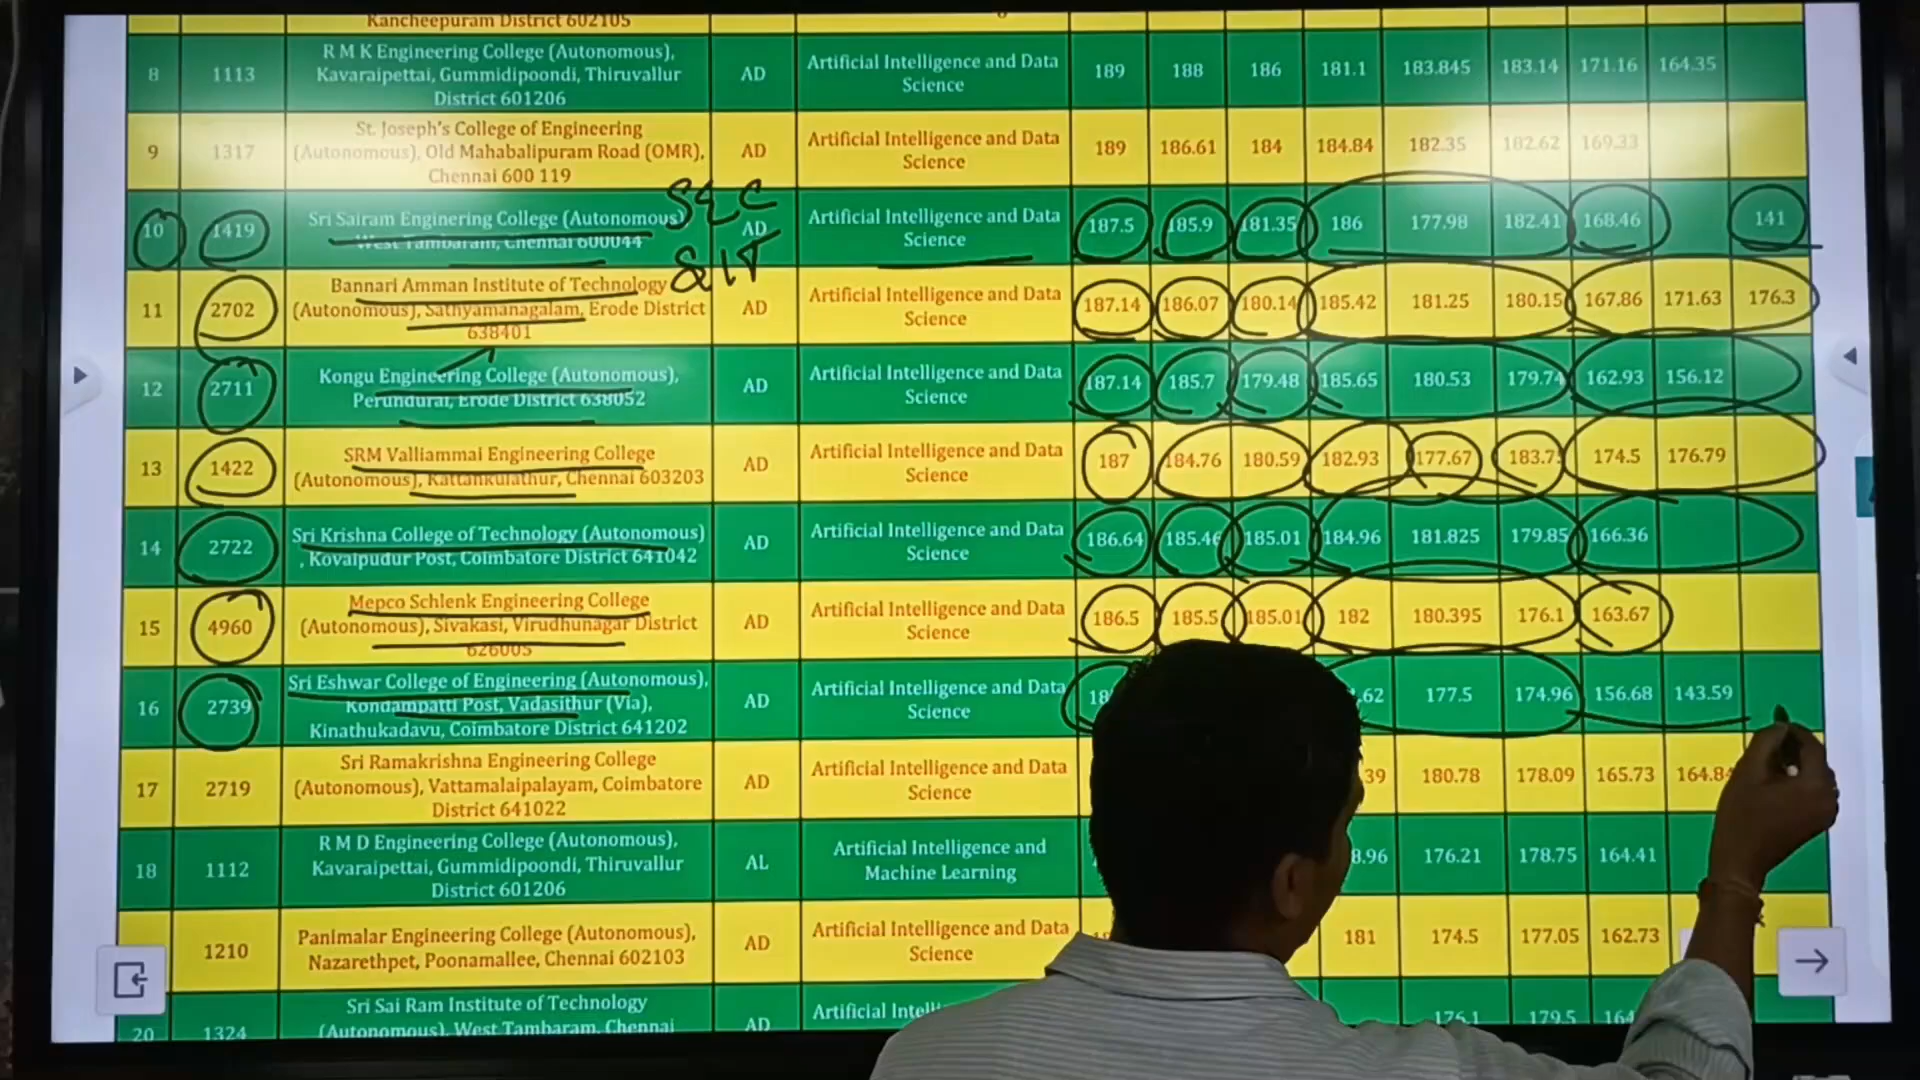 Kancheepuram District 602105
8 1113 R M K Engineering College (Autonomous), Kavaraipettai, Gummidipoondi, Thiruvallur District 601206 AD Artificial Intelligence and Data Science 189 188 186 181.1 183.845 183.14 171.16 164.35
9 1317 St. Joseph's College of Engineering (Autonomous), Old Mahabalipuram Road (OMR), Chennai 600 119 AD Artificial Intelligence and Data Science 189 186.61 184 184.84 182.35 182.62 169.33
SEC
10 1419 Sri Sairam Enginering College (Autonomous) West Tambaram, Chennai 600044 AD Artificial Intelligence and Data Science 187.5 185.9 181.35 186 177.98 182.41 168.46 141
SIT
11 2702 Bannari Amman Institute of Technology (Autonomous), Sathyamanagalam, Erode District 638401 AD Artificial Intelligence and Data Science 187.14 186.07 180.14 185.42 181.25 180.15 167.86 171.63 176.3
12 2711 Kongu Engineering College (Autonomous), Perundurai, Erode District 638052 AD Artificial Intelligence and Data Science 187.14 185.7 179.48 185.65 180.53 179.74 162.93 156.12
13 1422 SRM Valliammai Engineering College (Autonomous), Kattankulathur, Chennai 603203 AD Artificial Intelligence and Data Science 187 184.76 180.59 182.93 177.67 174.5 176.79
14 2722 Sri Krishna College of Technology (Autonomous) , Kovaipudur Post, Coimbatore District 641042 AD Artificial Intelligence and Data Science 186.64 185.46 185.01 184.96 181.825 179.85 166.36
15 4960 Mepco Schlenk Engineering College (Autonomous), Sivakasi, Virudhunagar District 626005 AD Artificial Intelligence and Data Science 186.5 185.5 185.01 182 180.395 176.1 163.67
16 2739 Sri Eshwar College of Engineering (Autonomous), Kondampatti Post, Vadasithur (Via), Kinathukadavu, Coimbatore District 641202 AD Artificial Intelligence and Data Science 177.5 174.96 156.68 143.59
17 2719 Sri Ramakrishna Engineering College (Autonomous), Vattamalaipalayam, Coimbatore District 641022 AD Artificial Intelligence and Data Science 180.78 178.09 165.73 164.84
18 1112 R M D Engineering College (Autonomous), Kavaraipettai, Gummidipoondi, Thiruvallur District 601206 AL Artificial Intelligence and Machine Learning 176.21 178.75 164.41
1210 Panimalar Engineering College (Autonomous), Nazarethpet, Poonamallee, Chennai 602103 AD Artificial Intelligence and Data Science 181 174.5 177.05 162.73
20 1324 Sri Sai Ram Institute of Technology (Autonomous), West Tambaram, Chennai AD Artificial 176.1 179.5